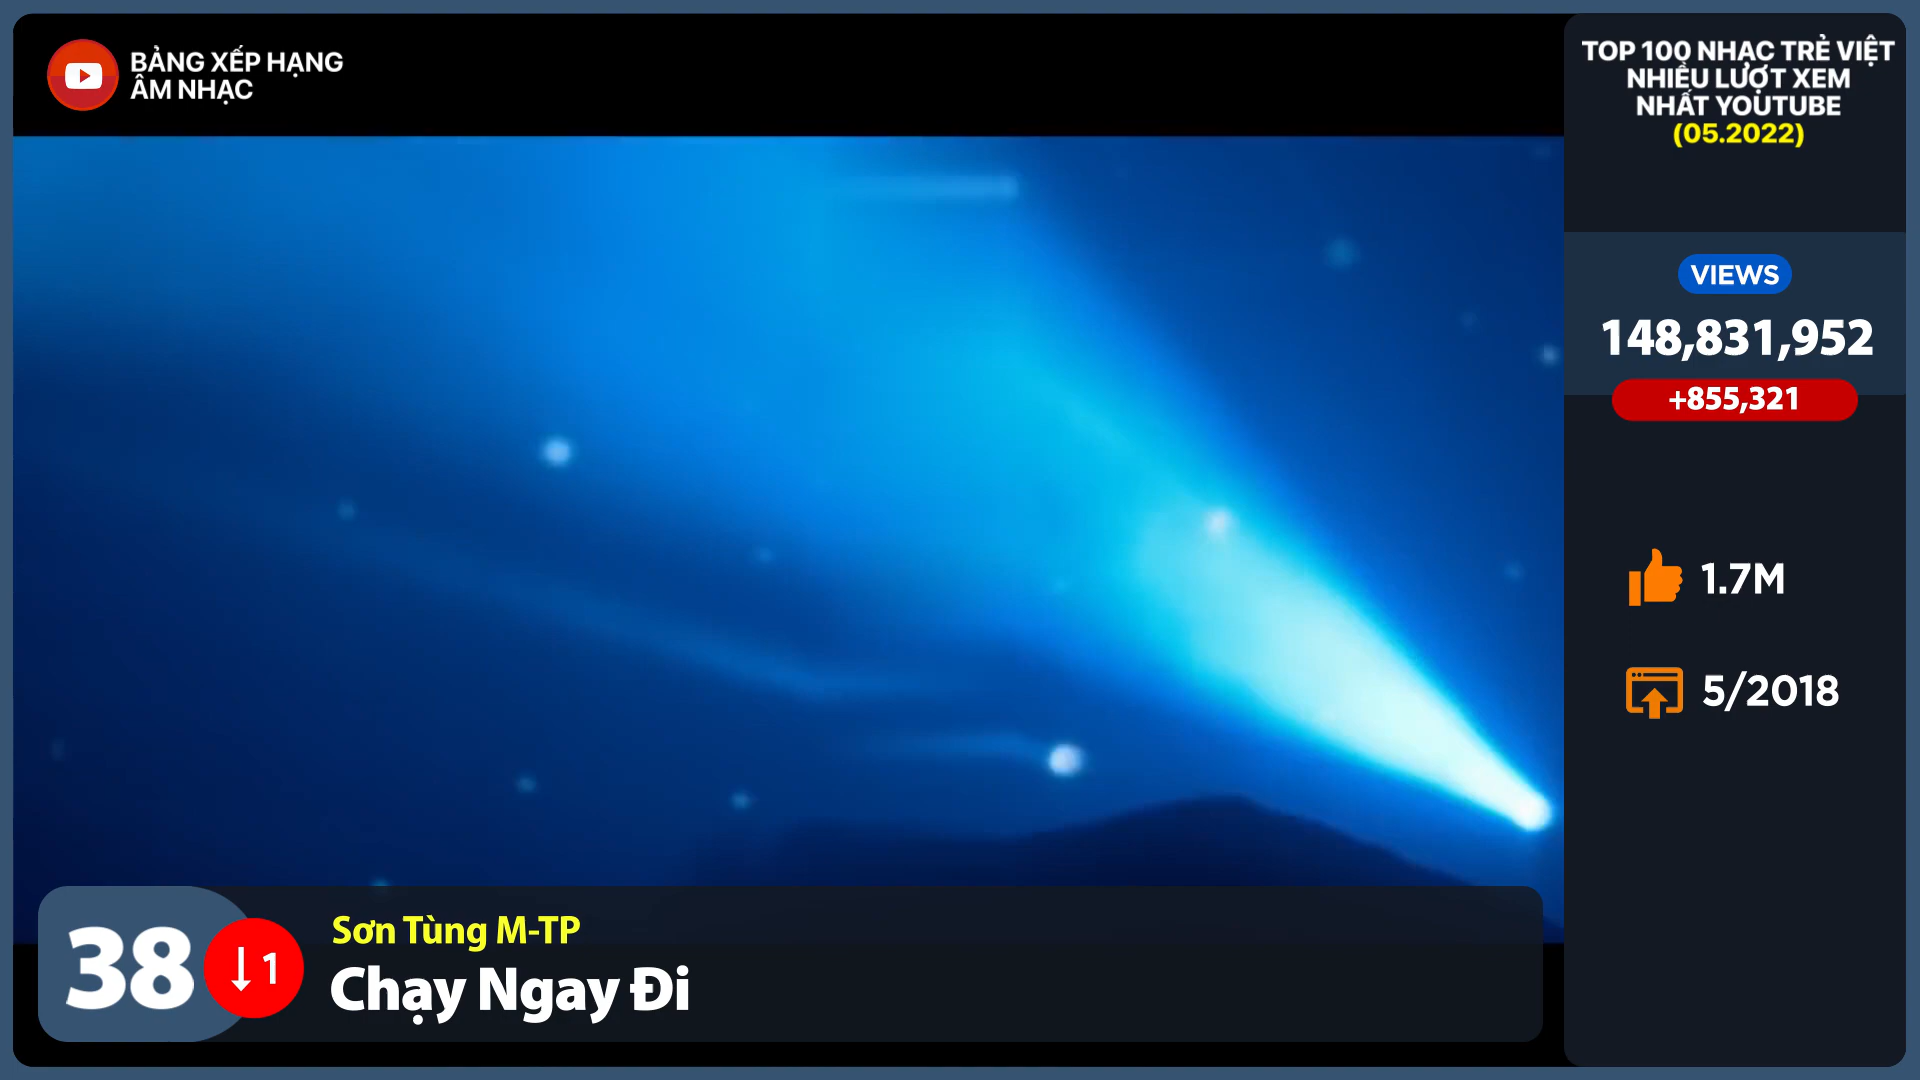 BẢNG XẾP HẠNG
ÂM NHẠC
TOP 100 NHẠC TRẺ VIỆT
NHIỀU LƯỢT XEM
NHẤT YOUTUBE
(05.2022)
VIEWS
148,831,952
+855,321
1.7M
5/2018
38
↓1
Sơn Tùng M-TP
Chạy Ngay Đi